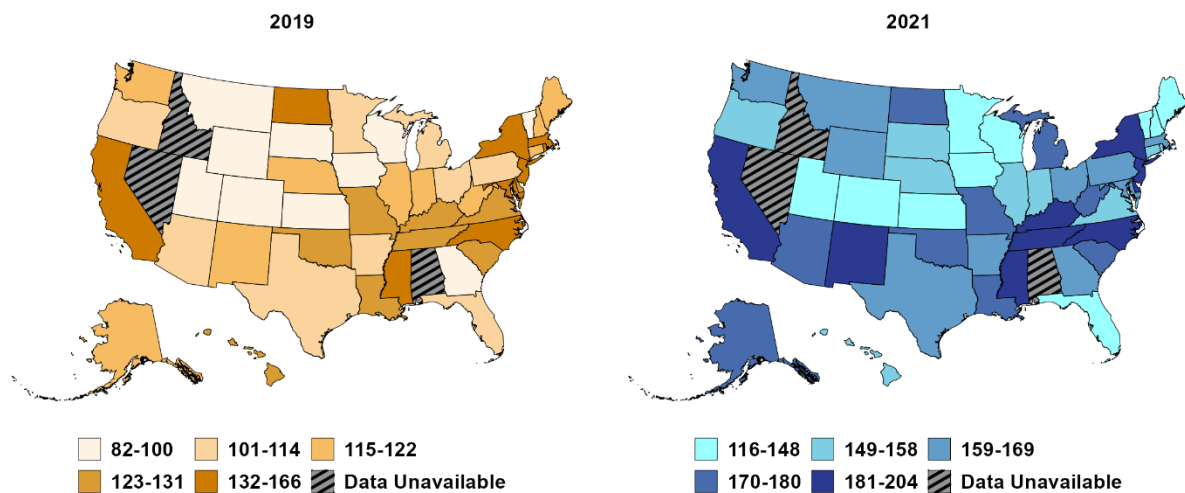 2019
2021
82-100 101-114 115-122
123-131 132-166 Data Unavailable
116-148 149-158 159-169
170-180 181-204 Data Unavailable